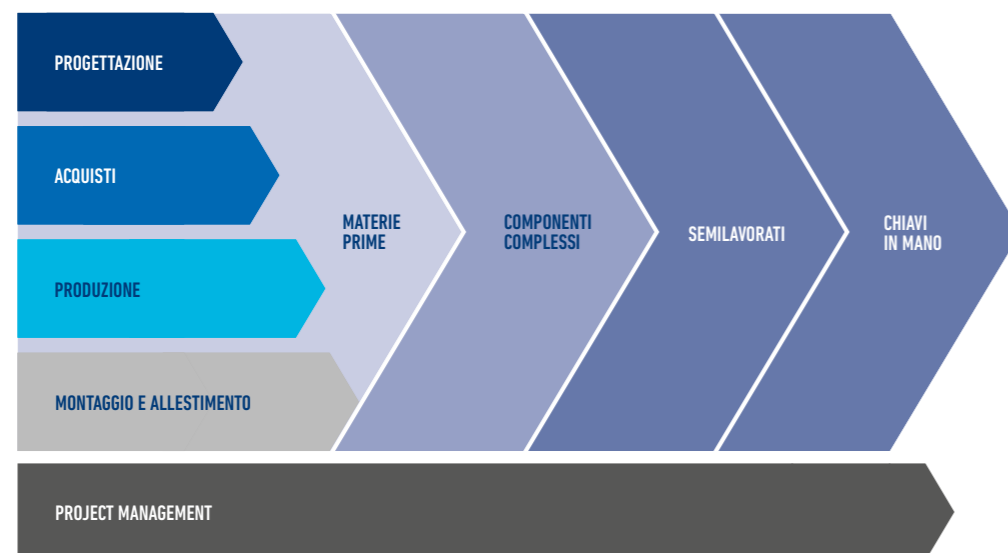 PROGETTAZIONE
ACQUISTI
PRODUZIONE
MONTAGGIO E ALLESTIMENTO
MATERIE
PRIME
COMPONENTI
COMPLESSI
SEMILAVORATI
CHIAVI
IN MANO
PROJECT MANAGEMENT